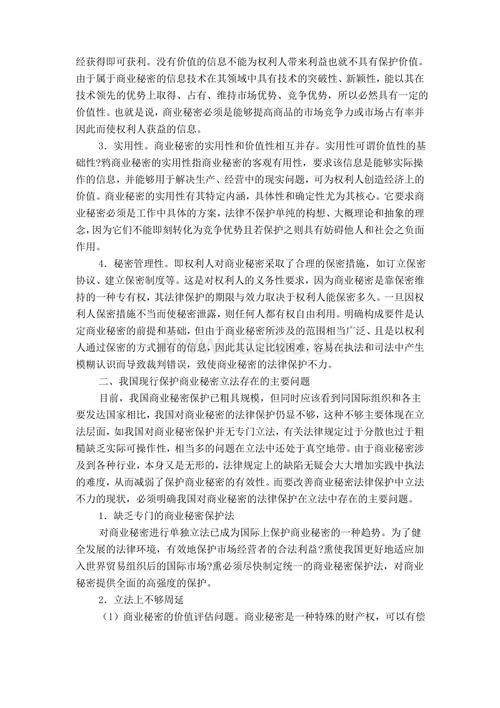 经获得即可获利。没有价值的信息不能为权利人带来利益也就不具有保护价值。
由于属于商业秘密的信息技术在其领域中具有技术的突破性、新颖性，能以其在
技术领先的优势上取得、占有、维持市场优势、竞争优势，所以必然具有一定的
价值性。也就是说，商业秘密必须是能够提高商品的市场竞争力或市场占有率并
因此而使权利人获益的信息。
3．实用性。商业秘密的实用性和价值性相互并存。实用性可谓价值性的基
础性?鸦商业秘密的实用性指商业秘密的客观有用性，要求该信息是能够实际操
作的信息，并能够用于解决生产、经营中的现实问题，可为权利人创造经济上的
价值。商业秘密的实用性有其特定内涵，具体性和确定性尤为其核心。它要求商
业秘密必须是工作中具体的方案，法律不保护单纯的构想、大概理论和抽象的理
念，因为它们不能即刻转化为竞争优势且若保护之则具有妨碍他人和社会之负面
作用。
4．秘密管理性。即权利人对商业秘密采取了合理的保密措施，如订立保密
协议、建立保密制度等。这是对权利人的义务性要求，因为商业秘密是靠保密维
持的一种专有权，其法律保护的期限与效力取决于权利人能保密多久。一旦因权
利人保密措施不当而使秘密泄露，则任何人都有权自由利用。明确构成要件是认
定商业秘密的前提和基础，但由于商业秘密所涉及的范围相当广泛、且是以权利
人通过保密的方式拥有的信息，因此其认定比较困难，容易在执法和司法中产生
模糊认识而导致裁判错误，致使商业秘密的法律保护不力。
二、我国现行保护商业秘密立法存在的主要问题
目前，我国商业秘密保护已粗具规模，但同时应该看到同国际组织和各主
要发达国家相比，我国对商业秘密的法律保护仍显不够，这种不够主要体现在立
法层面，如我国对商业秘密保护并无专门立法，有关法律规定过于分散也过于粗
糙缺乏实际可操作性，相当多的问题在立法中还处于真空地带。由于商业秘密涉
及到各种行业，本身又是无形的，法律规定上的缺陷无疑会大大增加实践中执法
的难度，从而减弱了保护商业秘密的有效性。而要改善商业秘密法律保护中立法
不力的现状，必须明确我国对商业秘密的法律保护在立法中存在的主要问题。
1．缺乏专门的商业秘密保护法
对商业秘密进行单独立法已成为国际上保护商业秘密的一种趋势。为了健
全发展的法律环境，有效地保护市场经营者的合法利益?熏使我国更好地适应加
入世界贸易组织后的国际市场?熏必须尽快制定统一的商业秘密保护法，对商业
秘密提供全面的高强度的保护。
2．立法上不够周延
（1）商业秘密的价值评估问题。商业秘密是一种特殊的财产权，可以有偿